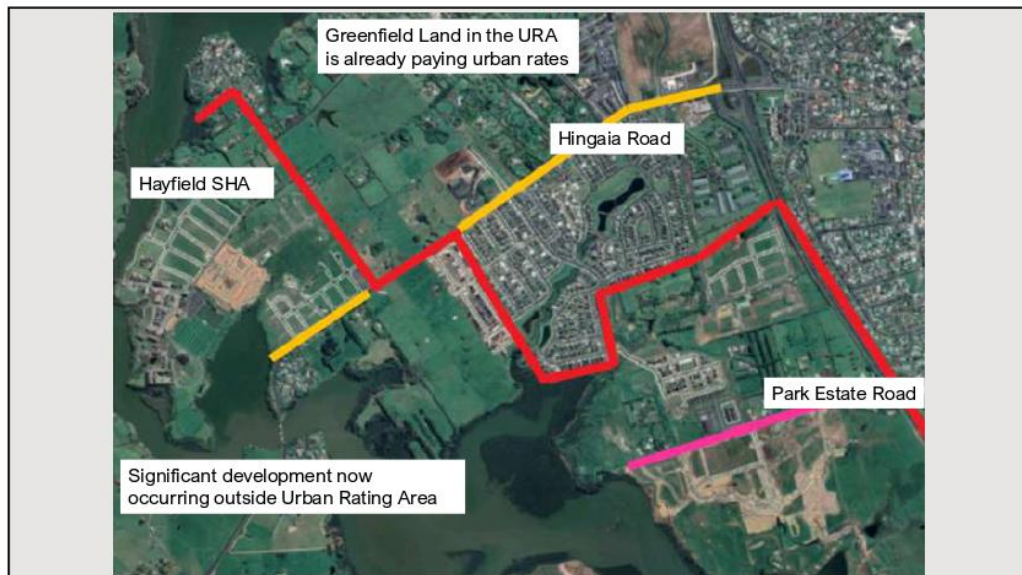 Greenfield Land in the URA
is already paying urban rates
Hingaia Road
Hayfield SHA
Park Estate Road
Significant development now
occurring outside Urban Rating Area